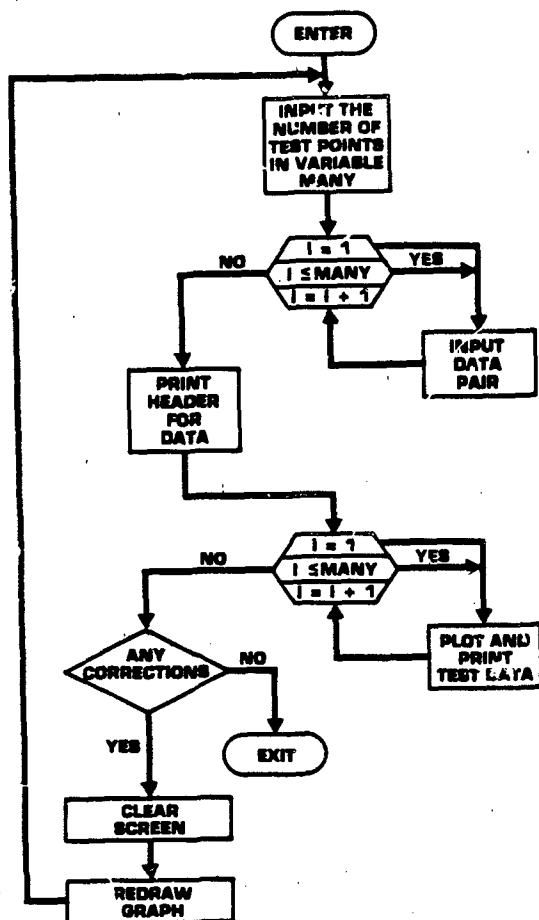 ENTER
INPUT THE
NUMBER OF
TEST POINTS
IN VARIABLE
MANY
I = 1
NO
I ≤ MANY
YES
I = I + 1
INPUT
DATA
PAIR
PRINT
HEADER
FOR
DATA
I = 1
NO
I ≤ MANY
YES
I = I + 1
PLOT AND
PRINT
TEST DATA
ANY
CORRECTIONS
NO
YES
EXIT
CLEAR
SCREEN
REDRAW
GRAPH